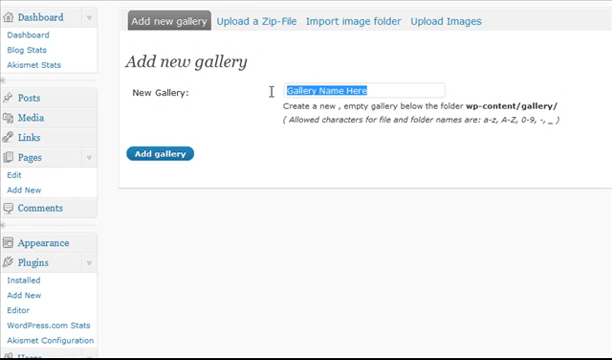 Dashboard
Dashboard
Blog Stats
Akismet Stats
Posts
Media
Links
Pages
Edit
Add New
Comments
Appearance
Plugins
Installed
Add New
Editor
WordPress.com Stats
Akismet Configuration
Users
Add new gallery Upload a Zip-File Import image folder Upload Images
Add new gallery
New Gallery: Gallery Name Here
Create a new , empty gallery below the folder wp-content/gallery/
( Allowed characters for file and folder names are: a-z, A-Z, 0-9, -, _ )
Add gallery